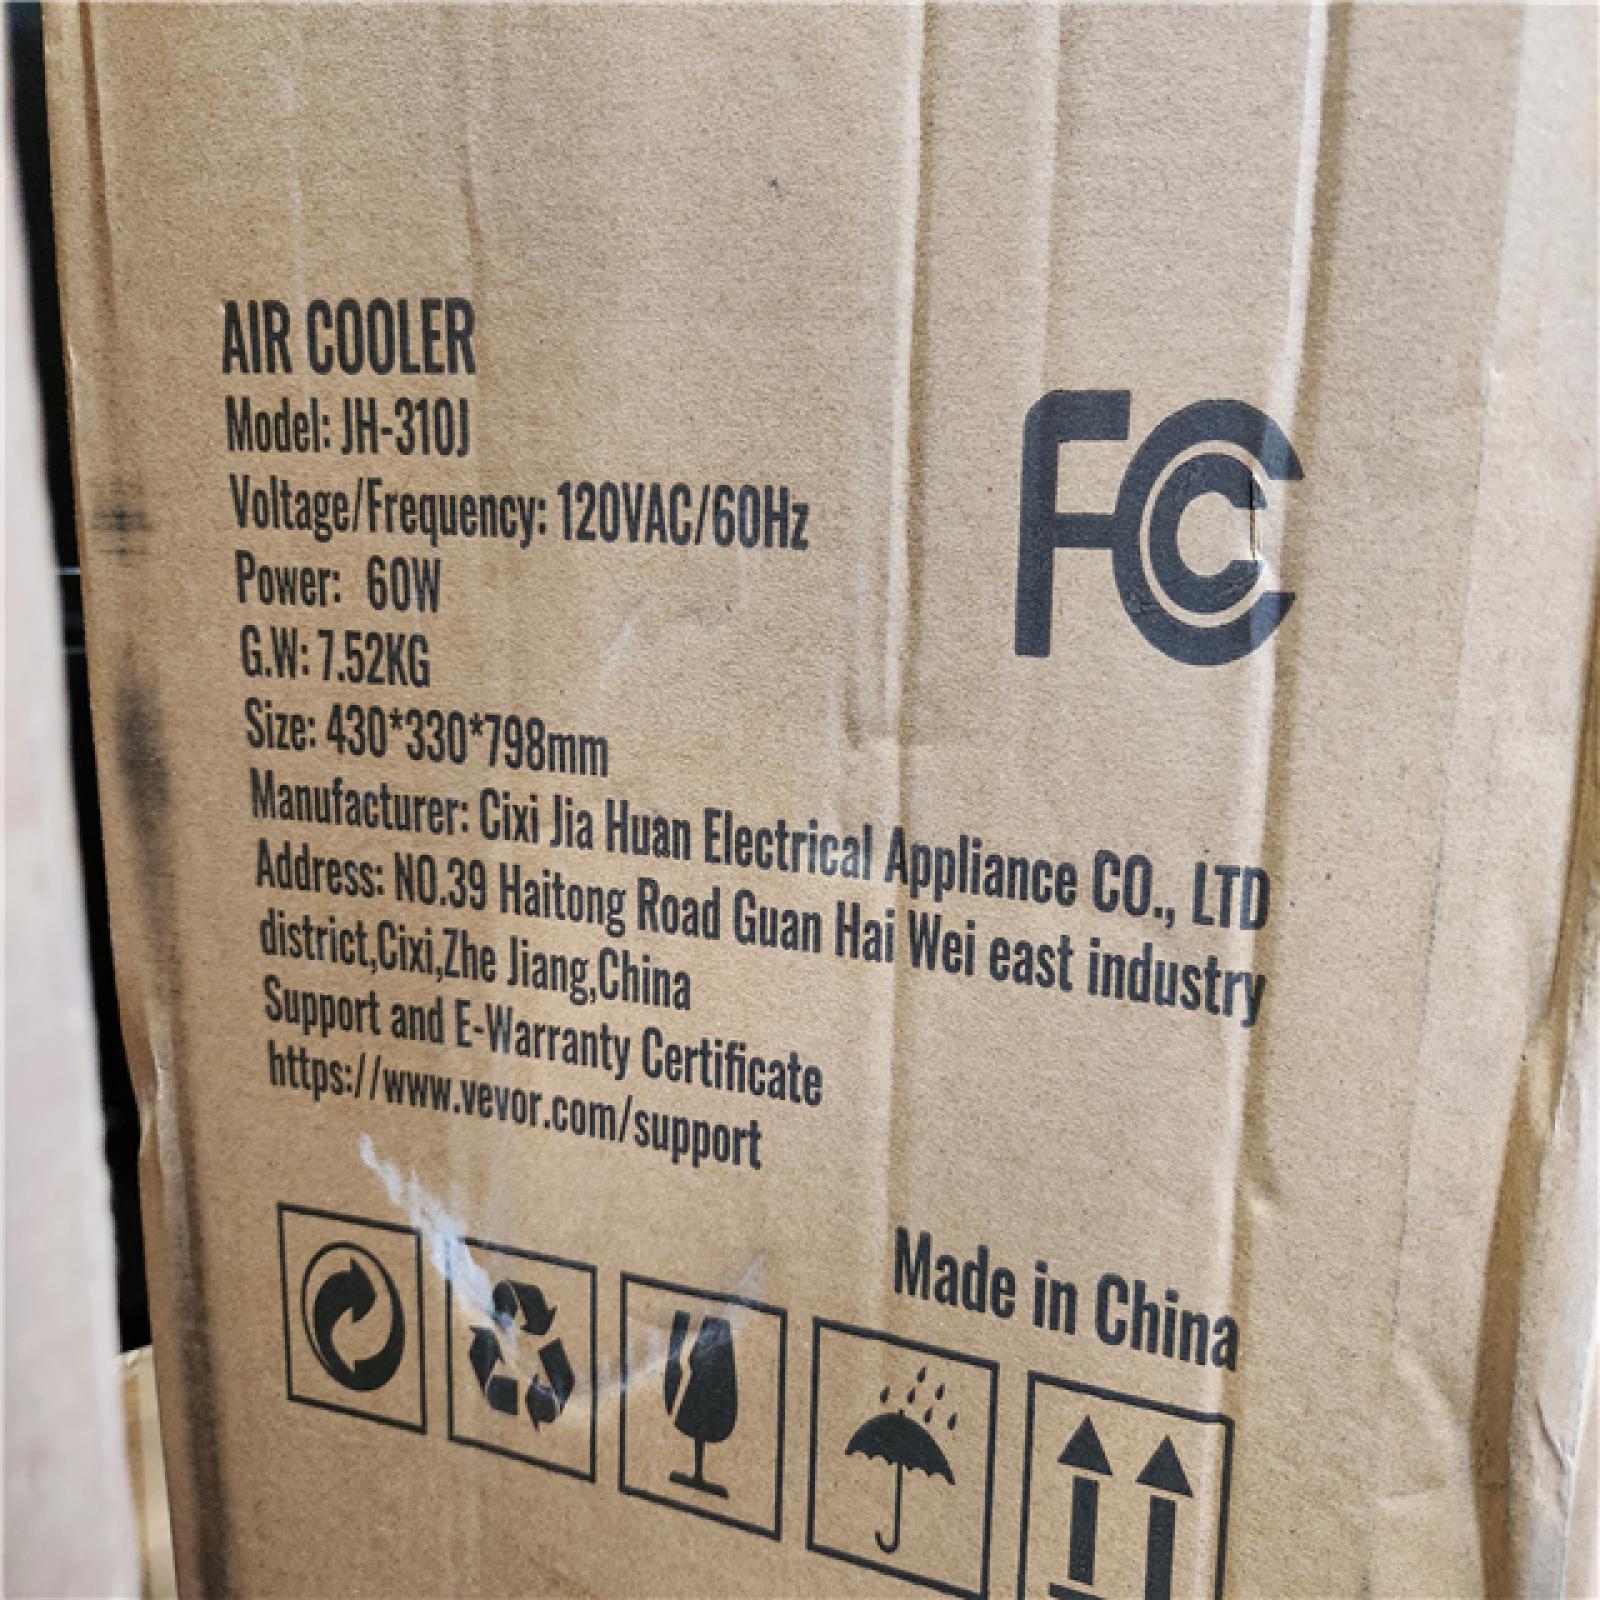 AIR COOLER
Model: JH-310J
Voltage/Frequency: 120VAC/60Hz
Power: 60W
G.W: 7.52KG
Size: 430*330*798mm
Manufacturer: Cixi Jia Huan Electrical Appliance CO., LTD
Address: NO.39 Haitong Road Guan Hai Wei east industry
district,Cixi,Zhe Jiang,China
Support and E-Warranty Certificate
https://www.vevor.com/support
FC
Made in China